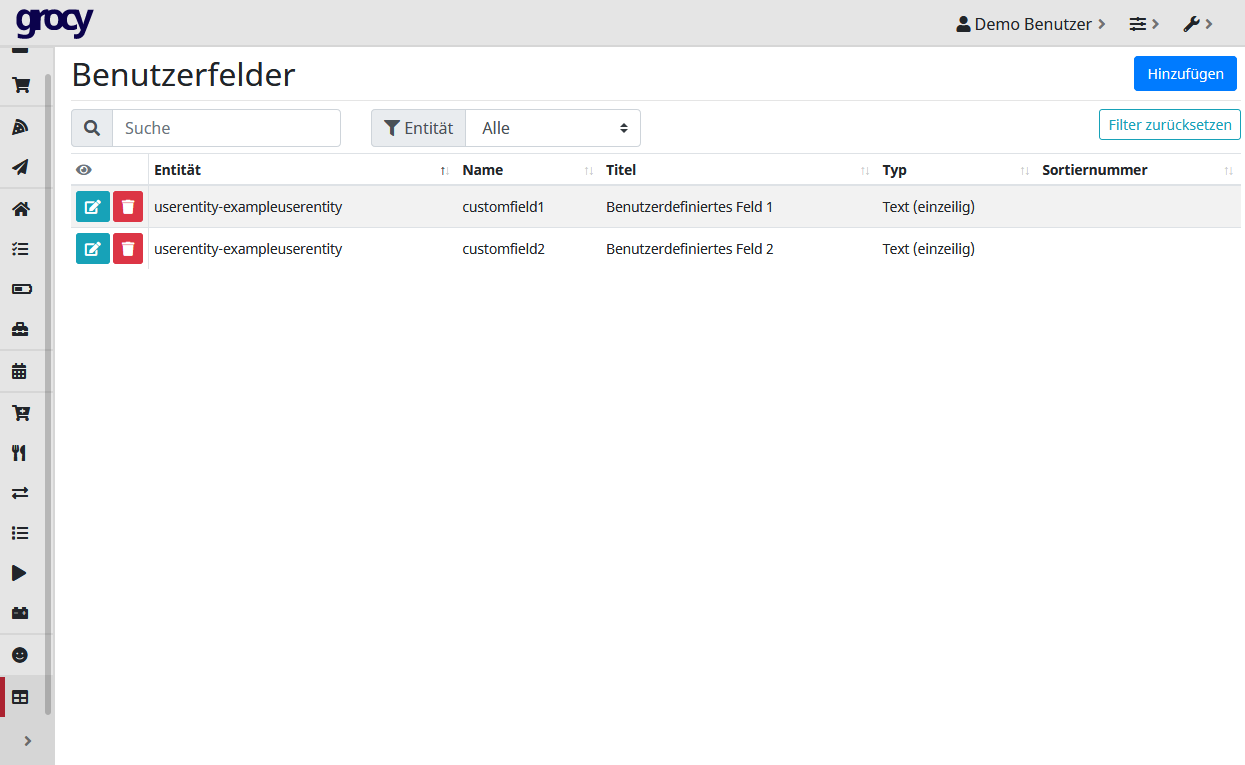 grocy
Demo Benutzer
Benutzerfelder
Hinzufügen
Suche
Entität
Alle
Filter zurücksetzen
Entität Name Titel Typ Sortiernummer
userentity-exampleuserentity customfield1 Benutzerdefiniertes Feld 1 Text (einzeilig)
userentity-exampleuserentity customfield2 Benutzerdefiniertes Feld 2 Text (einzeilig)